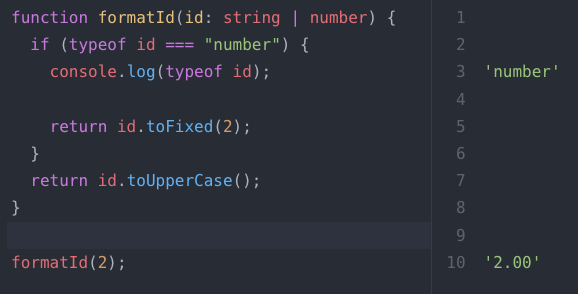 function formatId(id: string | number) { 1
if (typeof id === "number") { 2
console.log(typeof id); 3 'number'
4
return id.toFixed(2); 5
} 6
return id.toUpperCase(); 7
} 8
9
formatId(2); 10 '2.00'